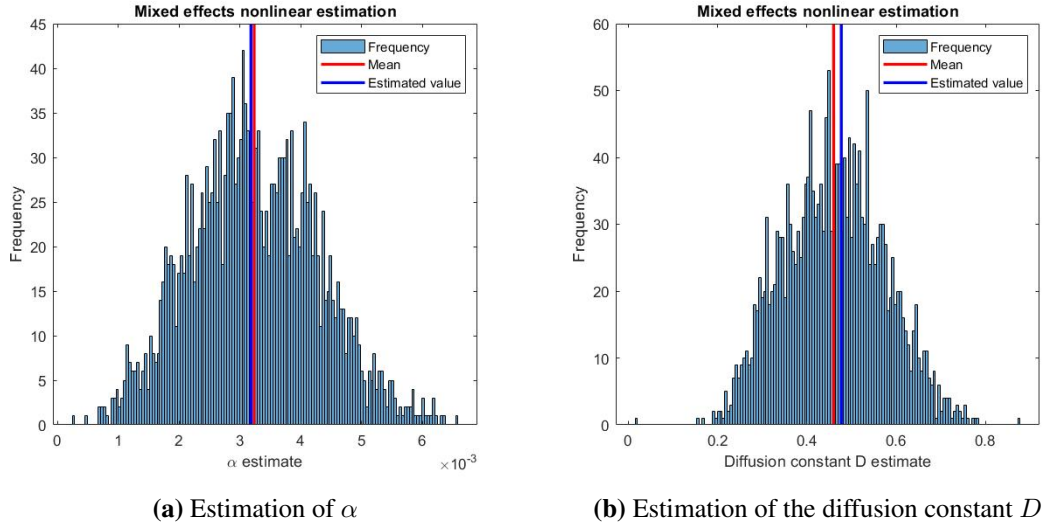 Mixed effects nonlinear estimation
45
40
35
30
25
20
15
10
5
0
Frequency
Frequency
Mean
Estimated value
0 1 2 3 4 5 6
×10⁻³
α estimate
(a) Estimation of α
Mixed effects nonlinear estimation
60
50
40
30
20
10
0
Frequency
Frequency
Mean
Estimated value
0 0.2 0.4 0.6 0.8
Diffusion constant D estimate
(b) Estimation of the diffusion constant D